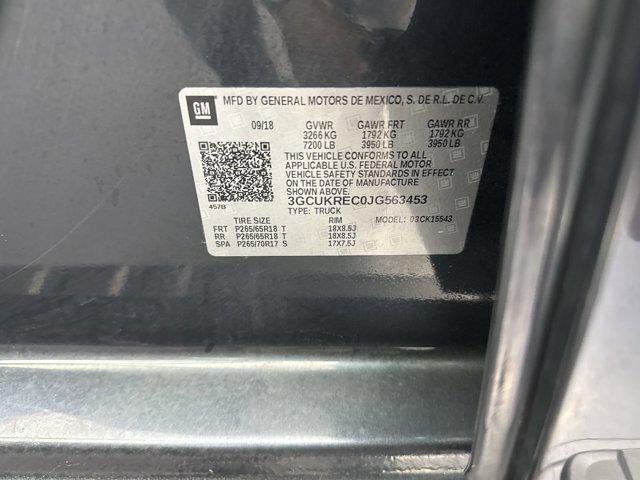 GM
MFD BY GENERAL MOTORS DE MEXICO, S. DE R.L. DE C.V.
09/18 GVWR GAWR FRT GAWR RR
3266 KG 1792 KG 1792 KG
7200 LB 3950 LB 3950 LB
THIS VEHICLE CONFORMS TO ALL
APPLICABLE U.S. FEDERAL MOTOR
VEHICLE SAFETY STANDARDS IN EFFECT
ON THE DATE OF MANUFACTURE
SHOWN ABOVE.
3GCUKREC0JG563453
457B TYPE: TRUCK
TIRE SIZE RIM MODEL: 03CK15543
FRT P265/65R18 T 18X8.5J
RR P265/65R18 T 18X8.5J
SPA P265/70R17 S 17X7.5J